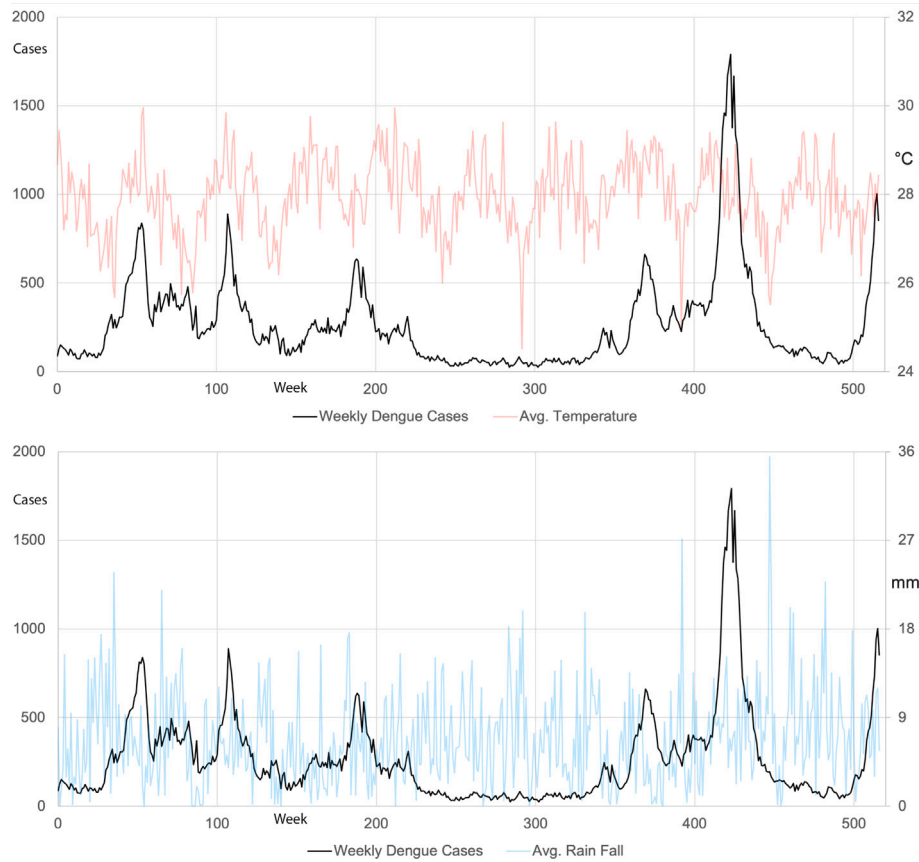 2000 32
Cases
1500 30
°C
1000 28
500 26
0 24
0 100 Week 200 300 400 500
Weekly Dengue Cases Avg. Temperature
2000 36
Cases
1500 27
mm
1000 18
500 9
0 0
0 100 Week 200 300 400 500
Weekly Dengue Cases Avg. Rain Fall